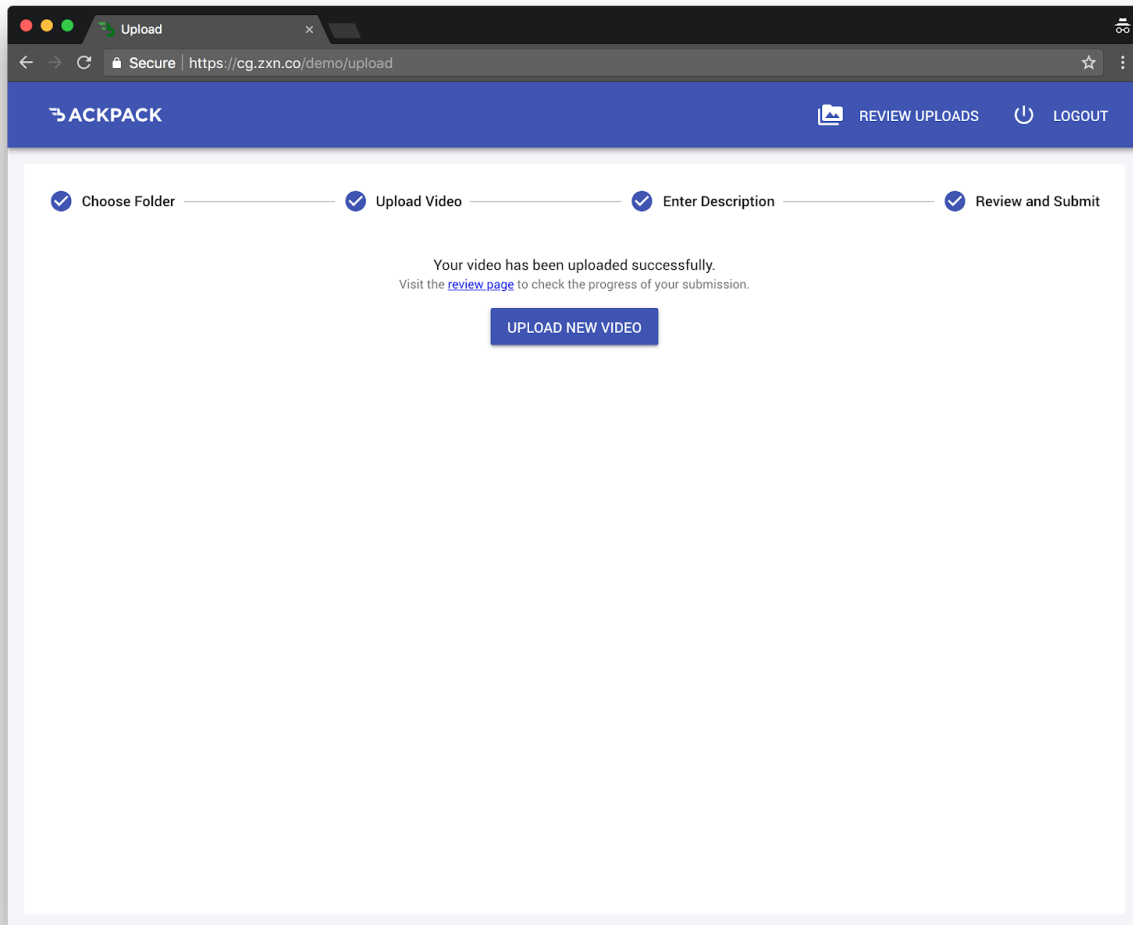 Upload
Secure https://cg.zxn.co/demo/upload
BACKPACK
REVIEW UPLOADS
LOGOUT
Choose Folder
Upload Video
Enter Description
Review and Submit
Your video has been uploaded successfully.
Visit the review page to check the progress of your submission.
UPLOAD NEW VIDEO